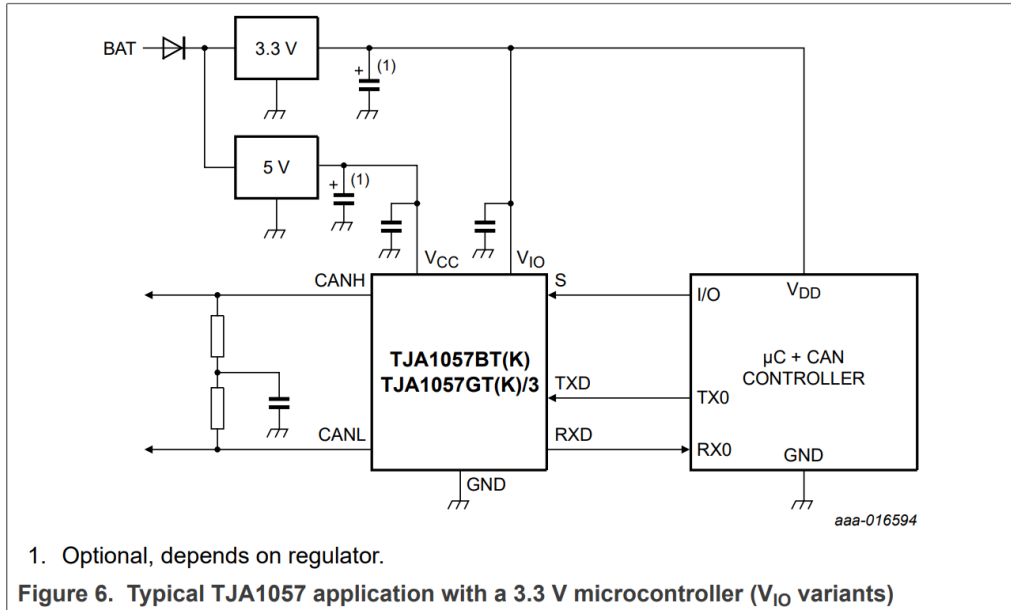 BAT
3.3 V
+ (1)
5 V
+ (1)
VCC
VIO
CANH
S
I/O
VDD
TJA1057BT(K)
TJA1057GT(K)/3
µC + CAN
CONTROLLER
TXD
TX0
CANL
RXD
RX0
GND
GND
aaa-016594
1. Optional, depends on regulator.
Figure 6. Typical TJA1057 application with a 3.3 V microcontroller (VIO variants)